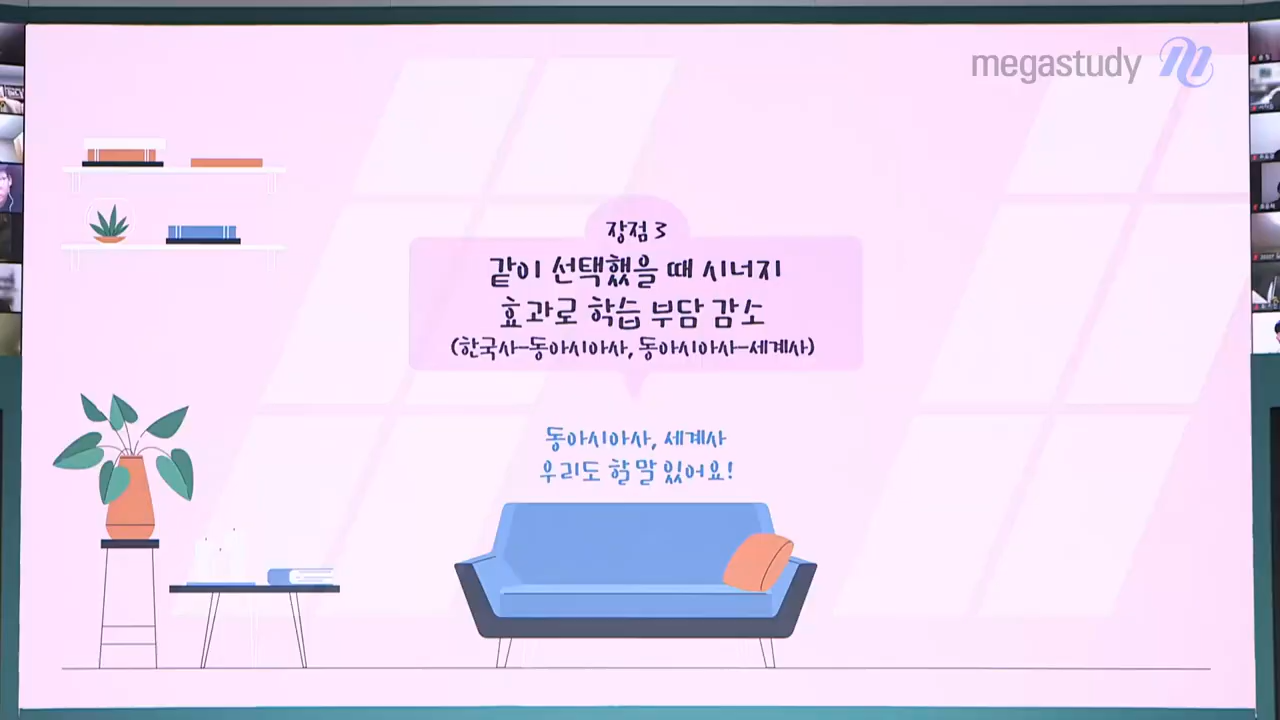 megastudy
장점 3
같이 선택했을 때 시너지
효과로 학습 부담 감소
(한국사-동아시아사, 동아시아사-세계사)
동아시아사, 세계사
우리도 할 말 있어요!